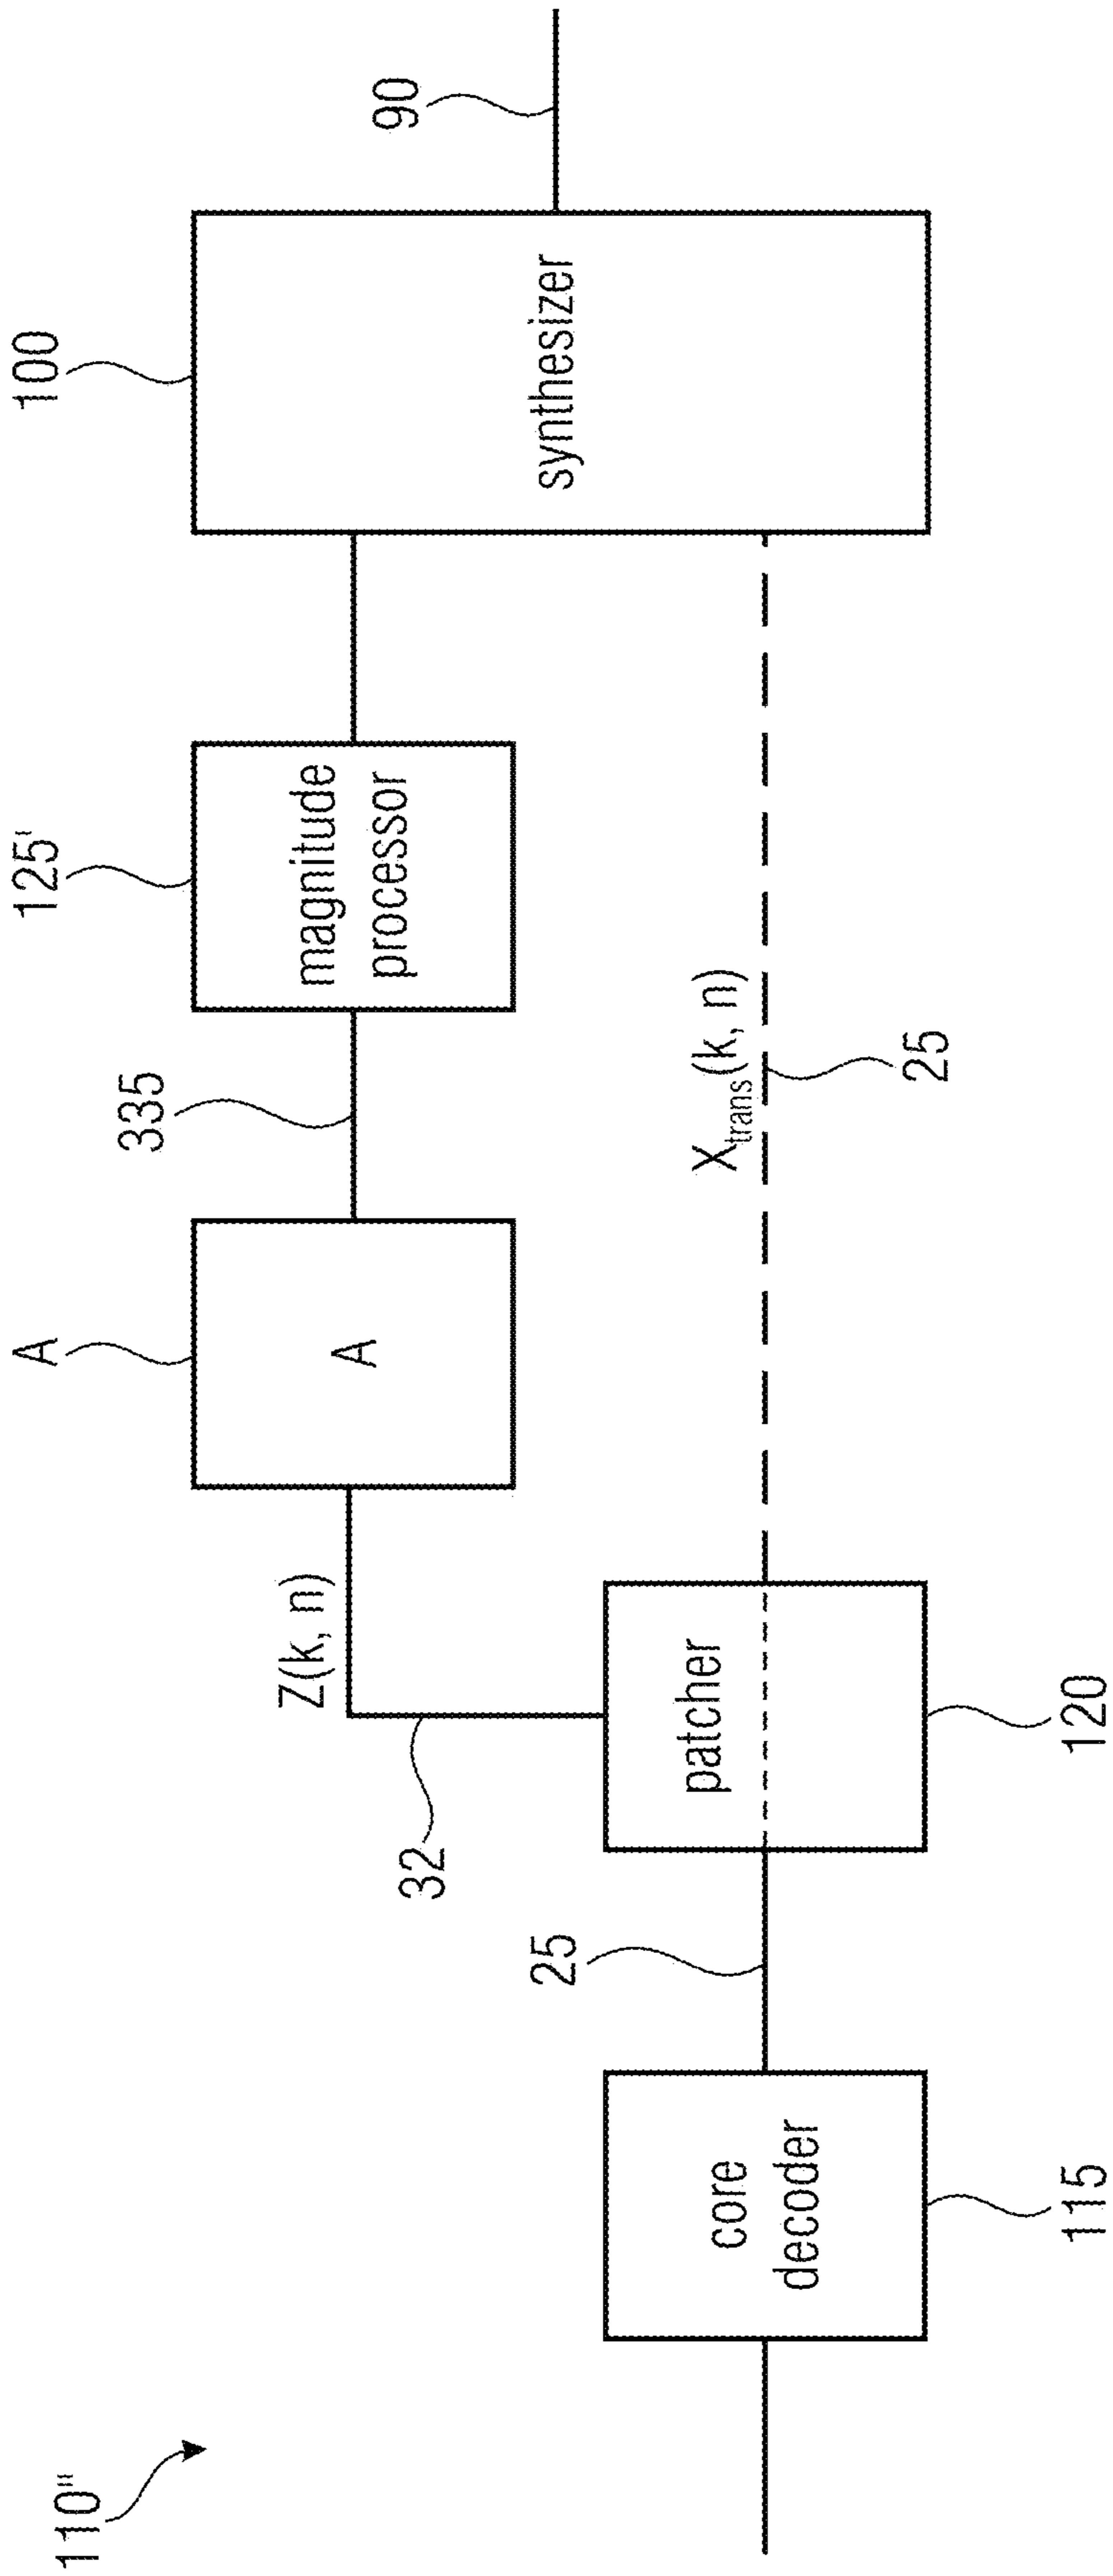 110"
100
125'
A
335
90
synthesizer
magnitude
processor
A
Z(k, n)
32
X_trans(k, n)
25
25
patcher
120
core
decoder
115